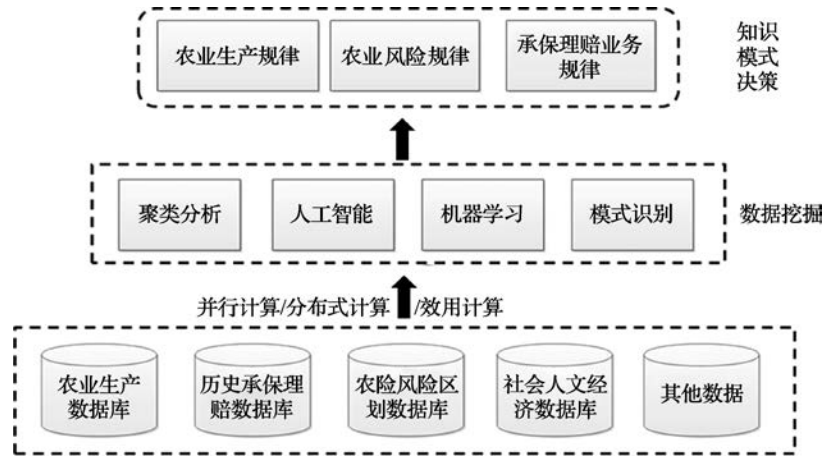 农业生产规律
农业风险规律
承保理赔业务
规律
知识
模式
决策
聚类分析
人工智能
机器学习
模式识别
数据挖掘
并行计算/分布式计算
/效用计算
农业生产
数据库
历史承保理
赔数据库
农险风险区
划数据库
社会人文经
济数据库
其他数据